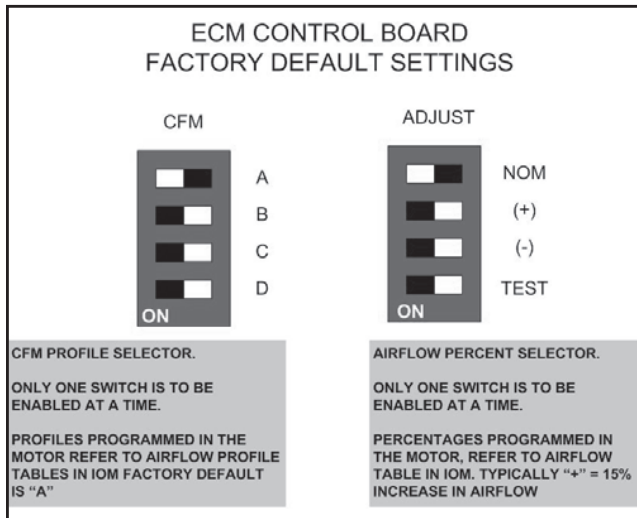 ECM CONTROL BOARD
FACTORY DEFAULT SETTINGS
CFM
A
B
C
D
ON
ADJUST
NOM
(+)
(-)
TEST
ON
CFM PROFILE SELECTOR.
ONLY ONE SWITCH IS TO BE
ENABLED AT A TIME.
PROFILES PROGRAMMED IN THE
MOTOR REFER TO AIRFLOW PROFILE
TABLES IN IOM FACTORY DEFAULT
IS “A”
AIRFLOW PERCENT SELECTOR.
ONLY ONE SWITCH IS TO BE
ENABLED AT A TIME.
PERCENTAGES PROGRAMMED IN
THE MOTOR, REFER TO AIRFLOW
TABLE IN IOM. TYPICALLY “+” = 15%
INCREASE IN AIRFLOW